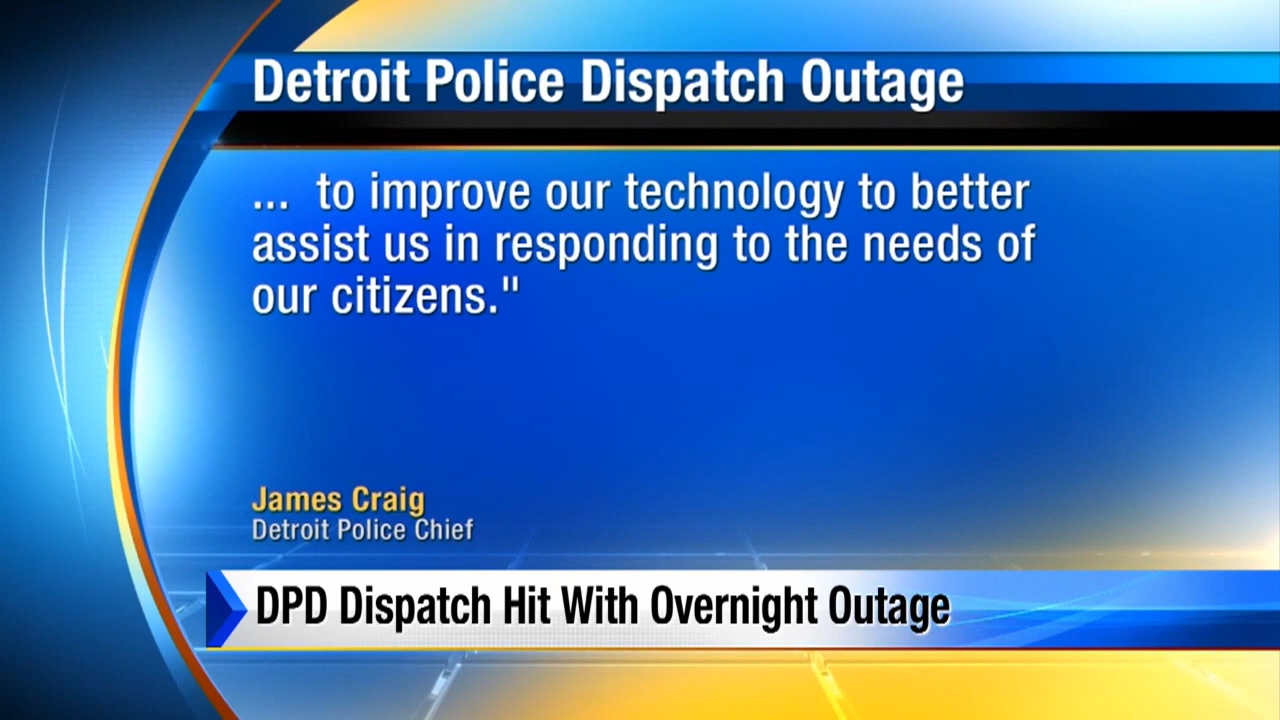 Detroit Police Dispatch Outage
... to improve our technology to better
assist us in responding to the needs of
our citizens."
James Craig
Detroit Police Chief
DPD Dispatch Hit With Overnight Outage